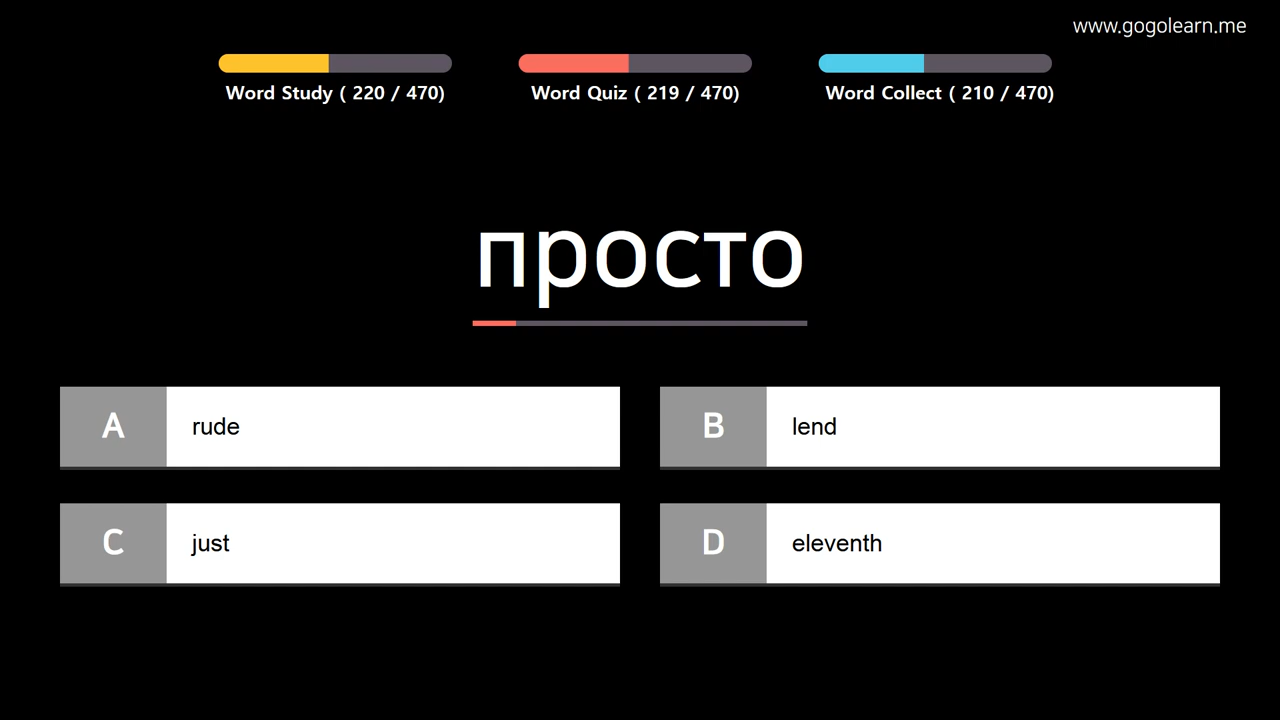 www.gogolearn.me
Word Study ( 220 / 470)
Word Quiz ( 219 / 470)
Word Collect ( 210 / 470)
просто
A rude
B lend
C just
D eleventh